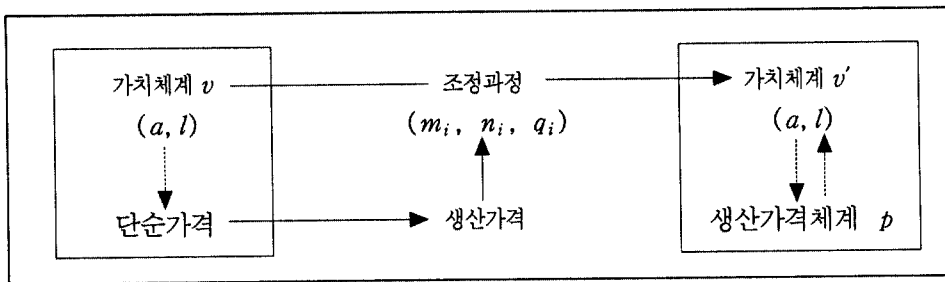 가치체계 v 조정과정 가치체계 v′
(a, l) (m_i, n_i, q_i) (a, l)
단순가격 생산가격 생산가격체계 p